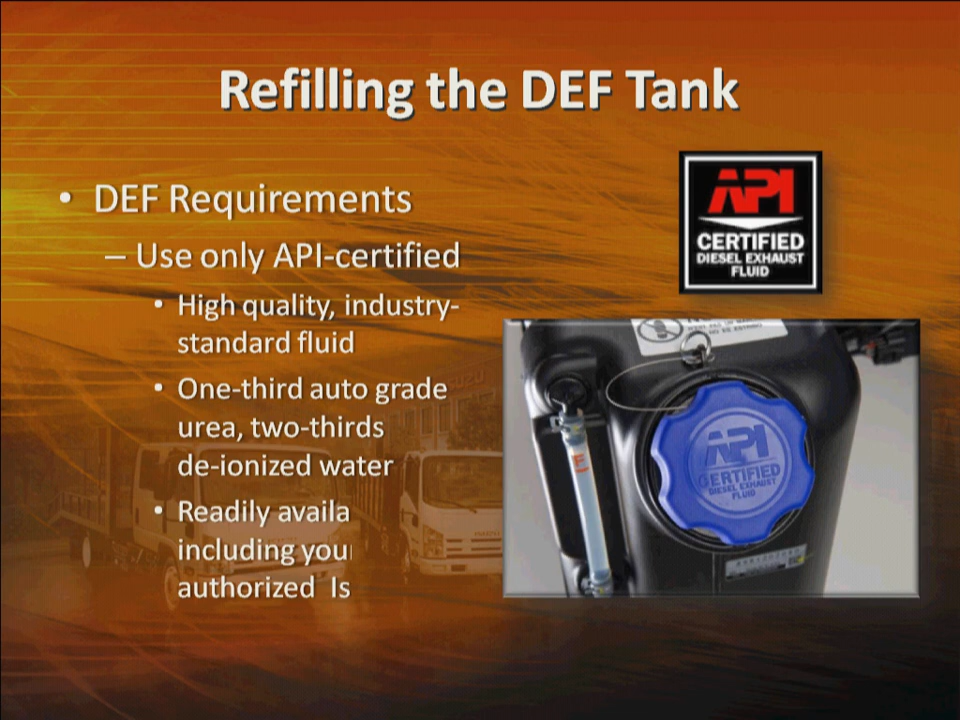 Refilling the DEF Tank
• DEF Requirements
– Use only API-certified
• High quality, industry-
standard fluid
• One-third auto grade
urea, two-thirds
de-ionized water
• Readily availa
including you
authorized Is
API
CERTIFIED
DIESEL EXHAUST
FLUID
E
API
CERTIFIED
DIESEL EXHAUST
FLUID
ISUZU